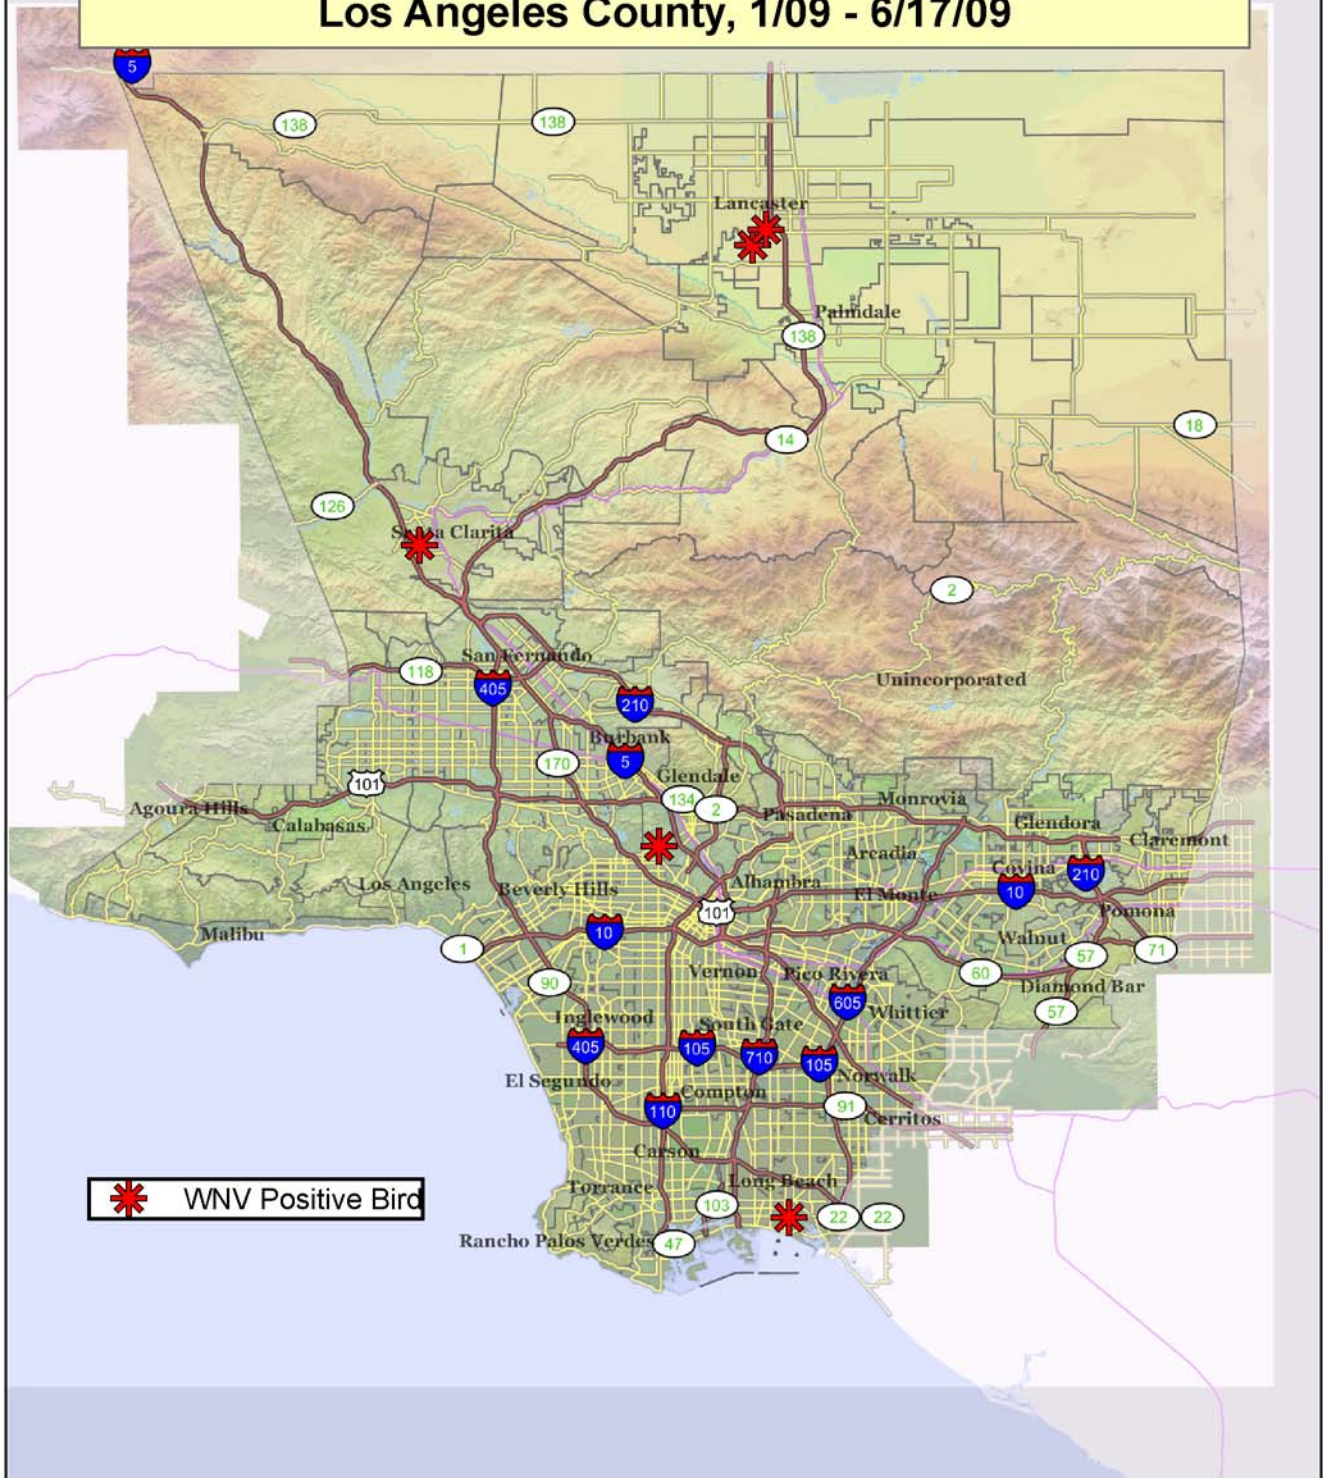 Los Angeles County, 1/09 - 6/17/09
5
138
138
Lancaster
Palmdale
138
18
14
126
Santa Clarita
2
San Fernando
118
405
Unincorporated
210
Burbank
5
170
Glendale
101
134
2
Agoura Hills
Calabasas
Pasadena
Monrovia
Glendora
Claremont
Arcadia
Covina
210
Los Angeles
Beverly Hills
Alhambra
El Monte
10
101
Pomona
Malibu
10
1
Walnut
57
71
90
Vernon
Pico Rivera
60
Diamond Bar
605
Whittier
57
Inglewood
South Gate
405
105
710
105
Norwalk
El Segundo
Compton
110
91
Cerritos
Carson
Torrance
Long Beach
WNV Positive Bird
103
22
22
Rancho Palos Verdes
47